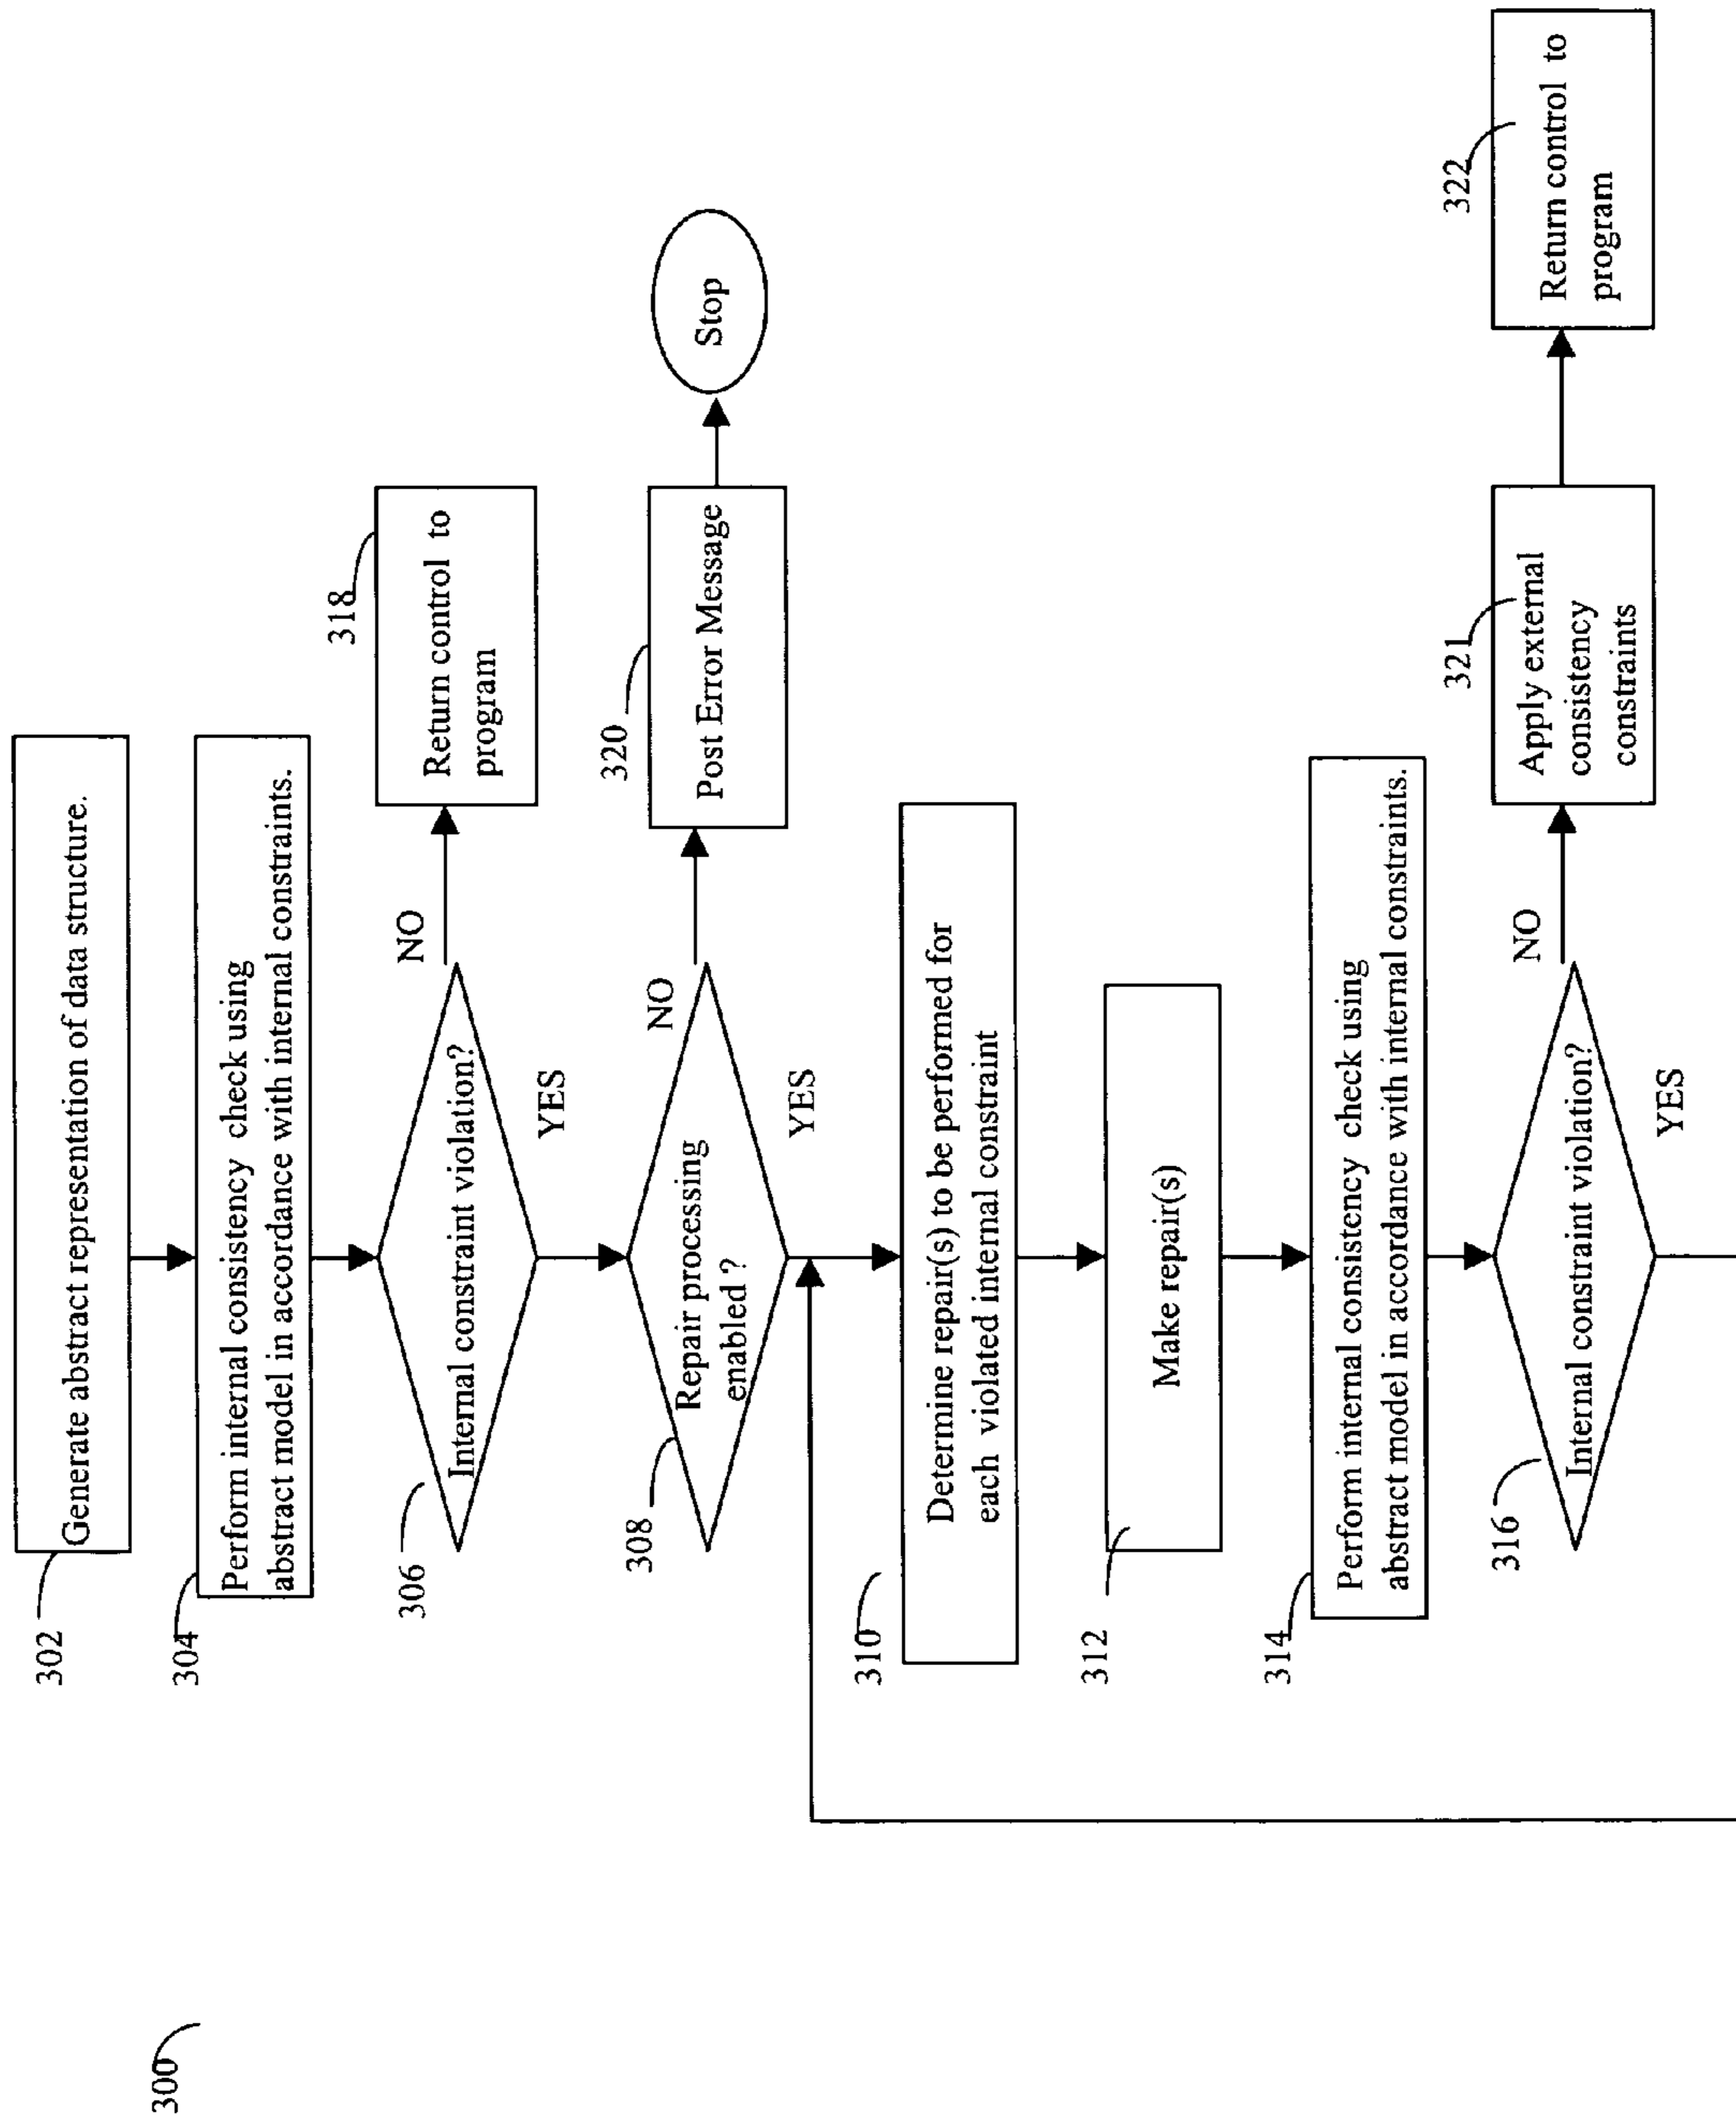 300
302
Generate abstract representation of data structure.
304
Perform internal consistency check using
abstract model in accordance with internal constraints.
306
Internal constraint violation?
NO
318
Return control to
program
YES
308
Repair processing
enabled ?
NO
320
Post Error Message
Stop
YES
310
Determine repair(s) to be performed for
each violated internal constraint
312
Make repair(s)
314
Perform internal consistency check using
abstract model in accordance with internal constraints.
316
Internal constraint violation?
NO
321
Apply external
consistency
constraints
322
Return control to
program
YES